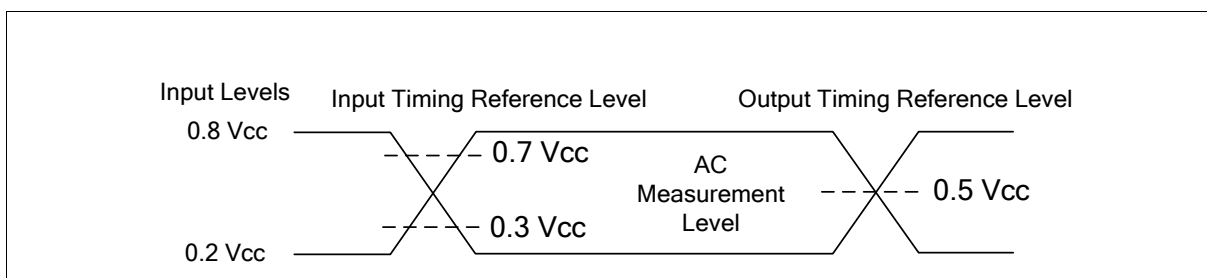 Input Levels
Input Timing Reference Level
Output Timing Reference Level
0.8 Vcc
0.7 Vcc
AC
Measurement
Level
0.5 Vcc
0.3 Vcc
0.2 Vcc